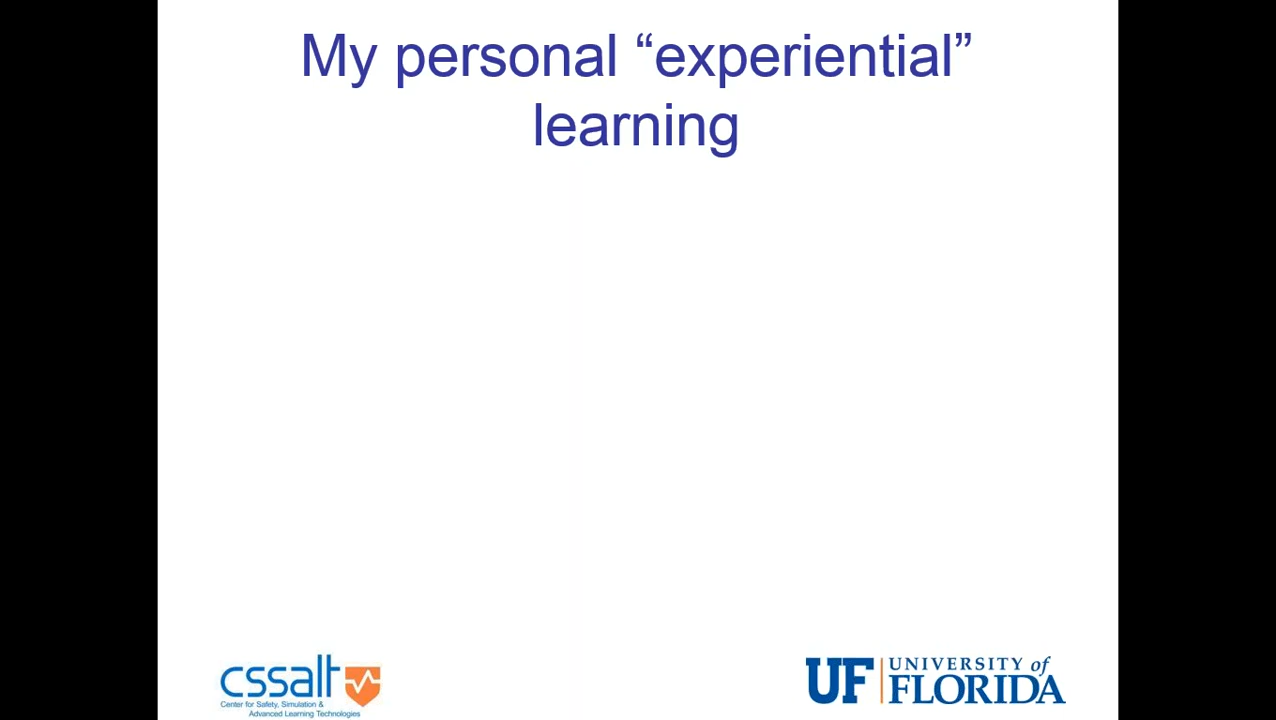 My personal “experiential”
learning
cssalt
Center for Safety, Simulation &
Advanced Learning Technologies
UF UNIVERSITY of
FLORIDA